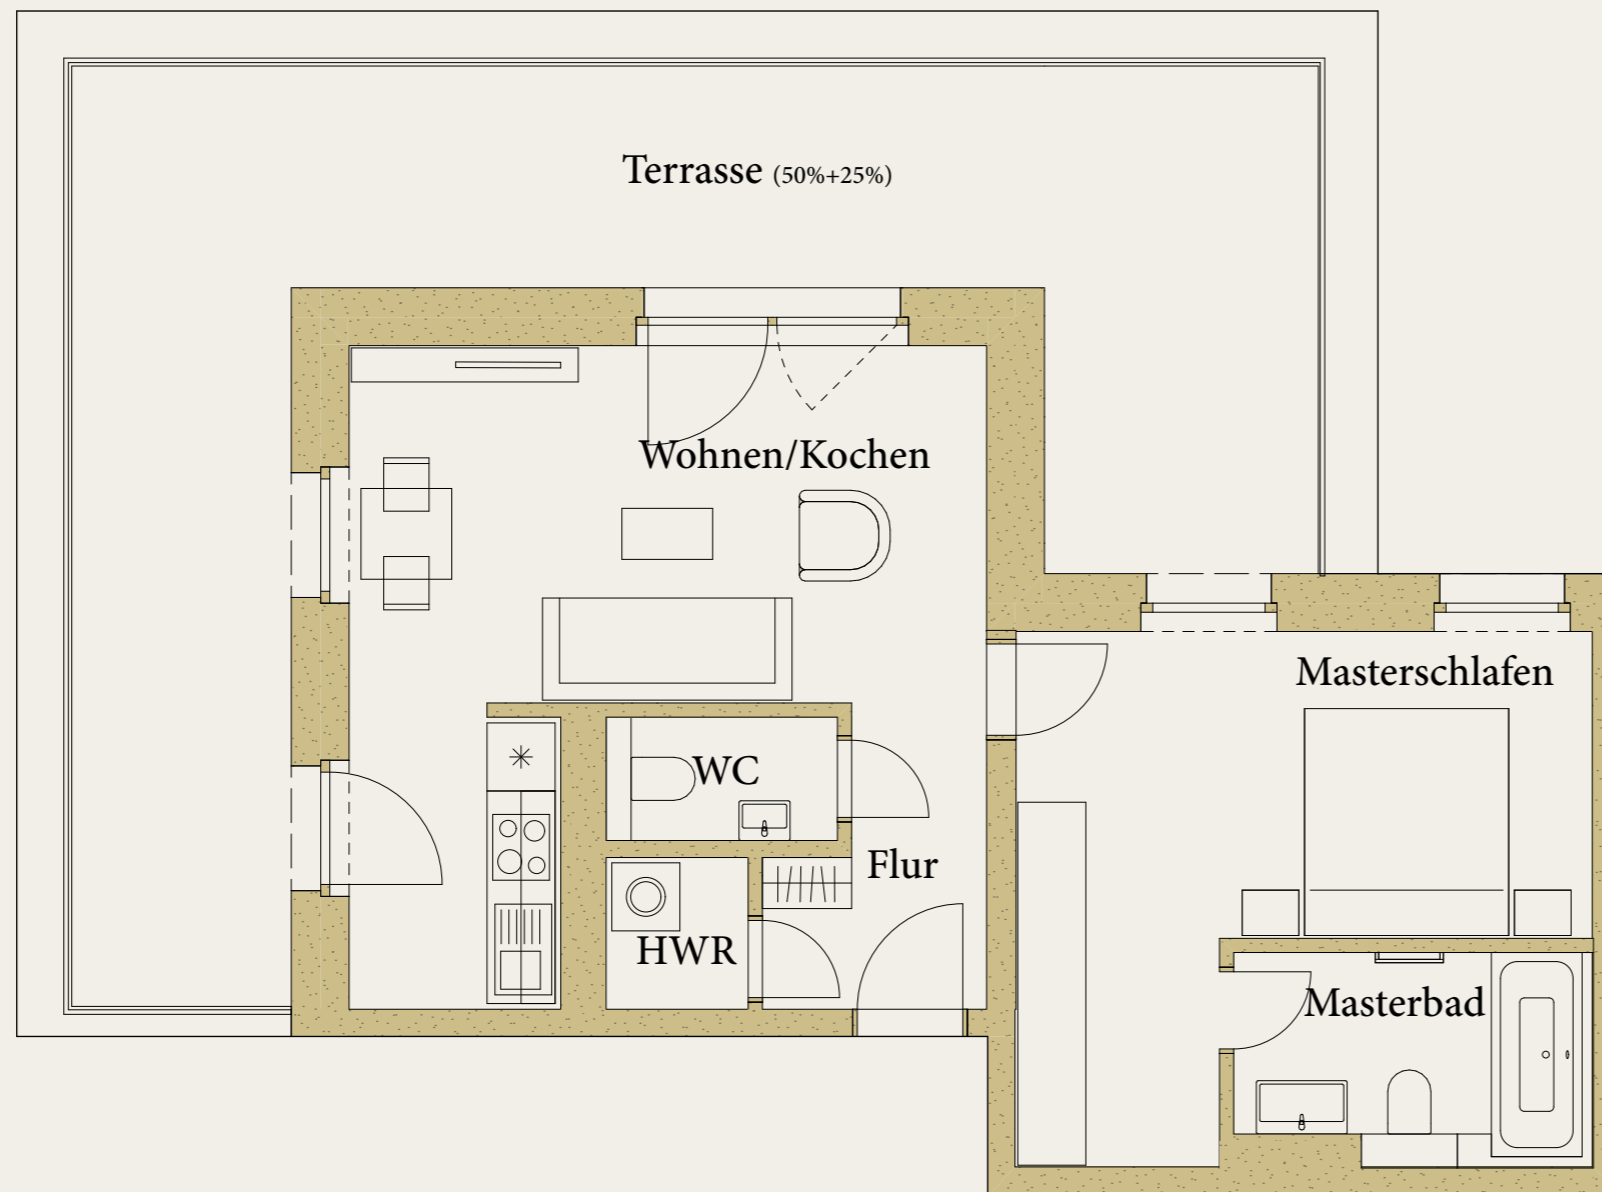 Terrasse (50%+25%)
Wohnen/Kochen
Masterschlafen
WC
Flur
HWR
Masterbad